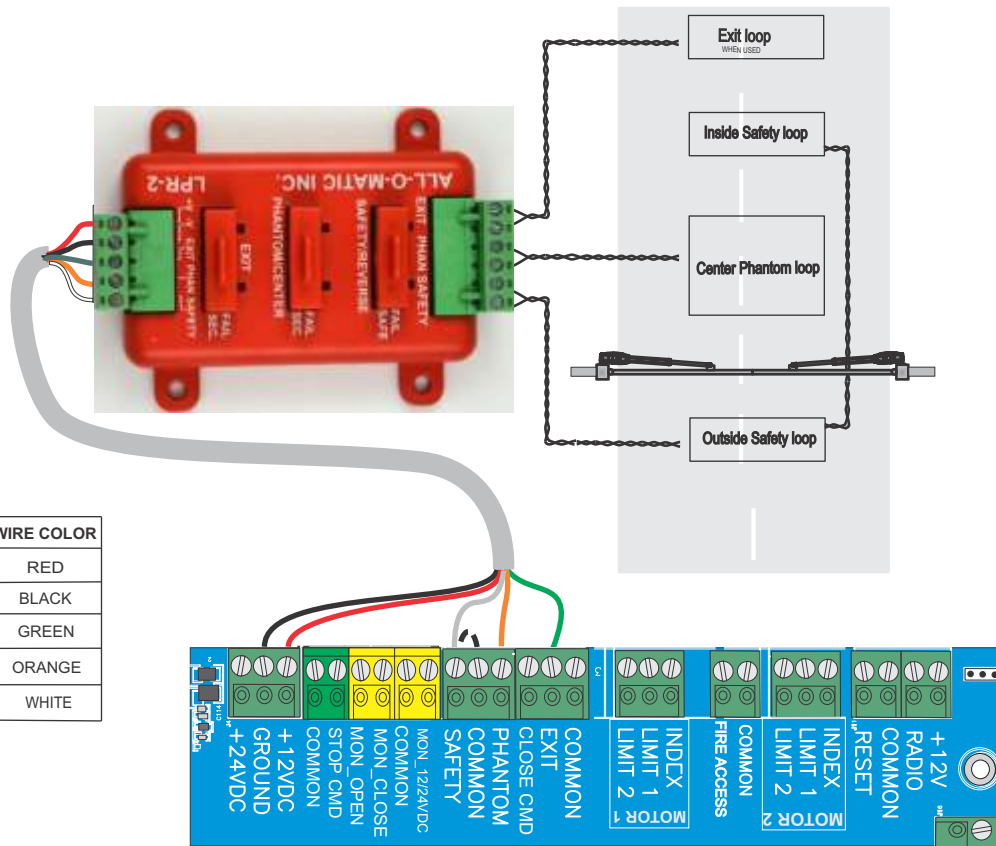 Exit loop
WHEN USED
Inside Safety loop
Center Phantom loop
Outside Safety loop
LPR-2
ALL-O-MATIC INC.
EXIT PHAN SAFETY
EXIT
FAIL SEC
PHANTOM/CENTER
FAIL SEC
SAFETY/REVERSE
FAIL SAFE
EXIT PHAN SAFETY
WIRE COLOR
RED
BLACK
GREEN
ORANGE
WHITE
+24VDC
GROUND
+12VDC
COMMON
STOP CMD
MON_OPEN
MON_CLOSE
COMMON
MON_12/24VDC
SAFETY
COMMON
PHANTOM
CLOSE CMD
EXIT
COMMON
LIMIT 2
LIMIT 1
INDEX
MOTOR 1
FIRE ACCESS
COMMON
LIMIT 2
LIMIT 1
INDEX
MOTOR 2
RESET
COMMON
RADIO
+12V